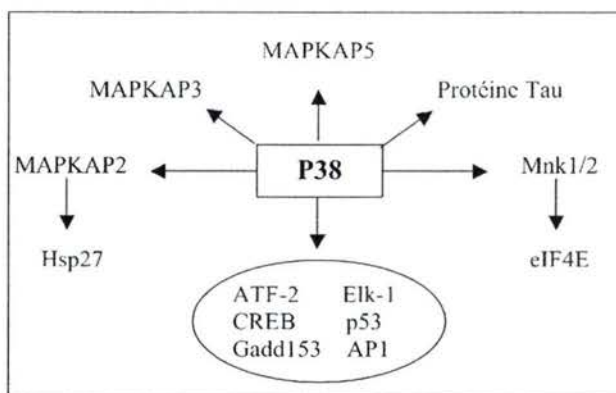 MAPKAP5
MAPKAP3
Protéine Tau
MAPKAP2
P38
Mnk1/2
Hsp27
eIF4E
ATF-2 Elk-1
CREB p53
Gadd153 AP1